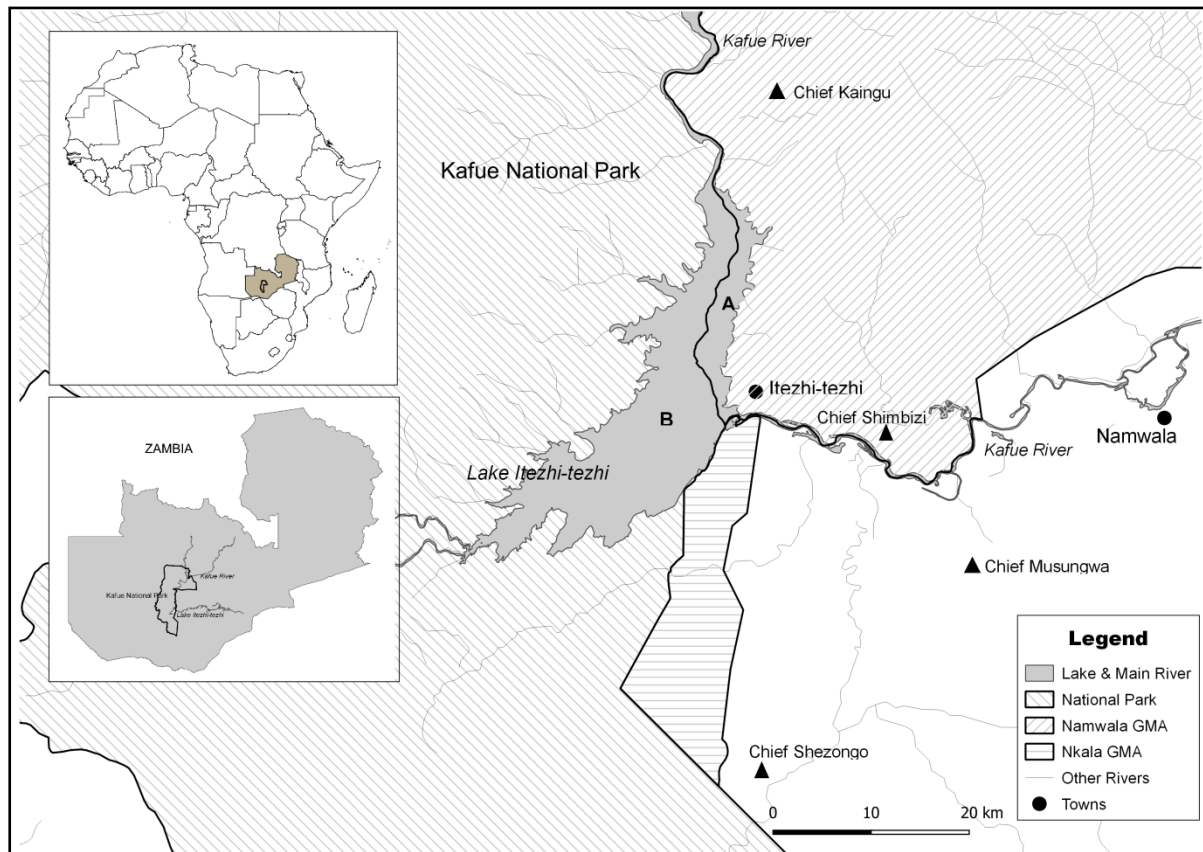 Kafue River
Chief Kaingu
Kafue National Park
A
Itezhi-tezhi
B
Chief Shimbizi
Kafue River
Namwala
Lake Itezhi-tezhi
ZAMBIA
Kafue River
Kafue National Park
Lake Itezhi-tezhi
Chief Musungwa
Chief Shezongo
Legend
Lake & Main River
National Park
Namwala GMA
Nkala GMA
Other Rivers
Towns
0 10 20 km